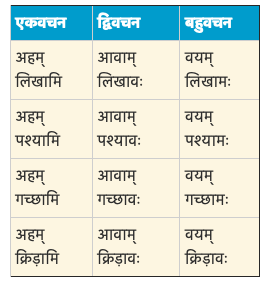 एकवचन द्विवचन बहुवचन
अहम् आवाम् वयम्
लिखामि लिखावः लिखामः
अहम् आवाम् वयम्
पश्यामि पश्यावः पश्यामः
अहम् आवाम् वयम्
गच्छामि गच्छावः गच्छामः
अहम् आवाम् वयम्
क्रिड़ामि क्रिड़ावः क्रिड़ावः